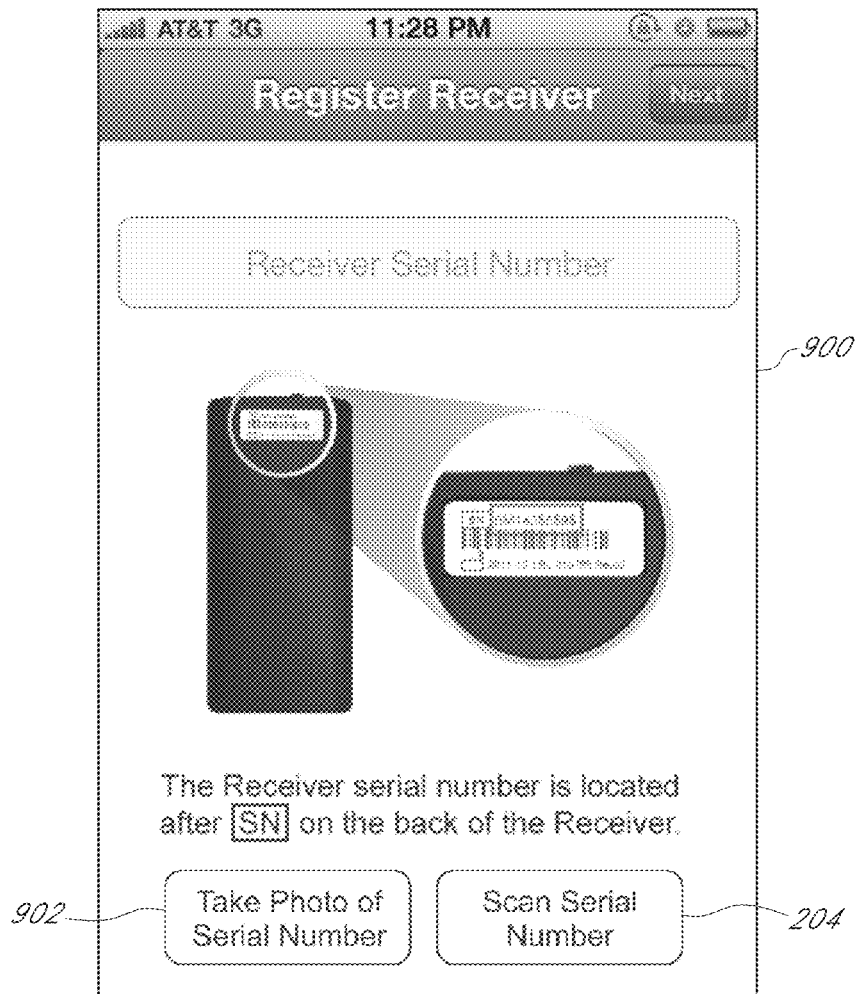 AT&T 3G 11:28 PM
Register Receiver Next
Receiver Serial Number
900
SN
The Receiver serial number is located
after SN on the back of the Receiver.
902 Take Photo of Scan Serial 204
Serial Number Number